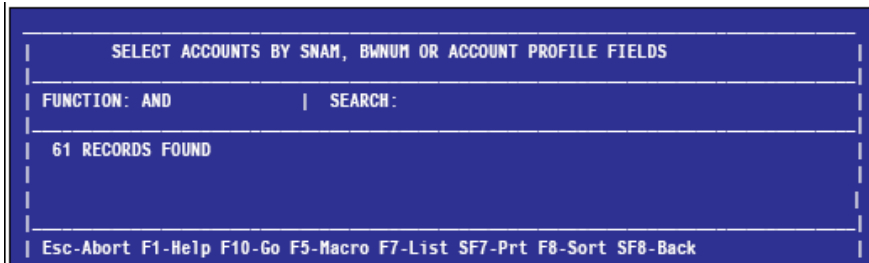 SELECT ACCOUNTS BY SNAM, BWNUM OR ACCOUNT PROFILE FIELDS
FUNCTION: AND | SEARCH:
61 RECORDS FOUND
Esc-Abort F1-Help F10-Go F5-Macro F7-List SF7-Prt F8-Sort SF8-Back